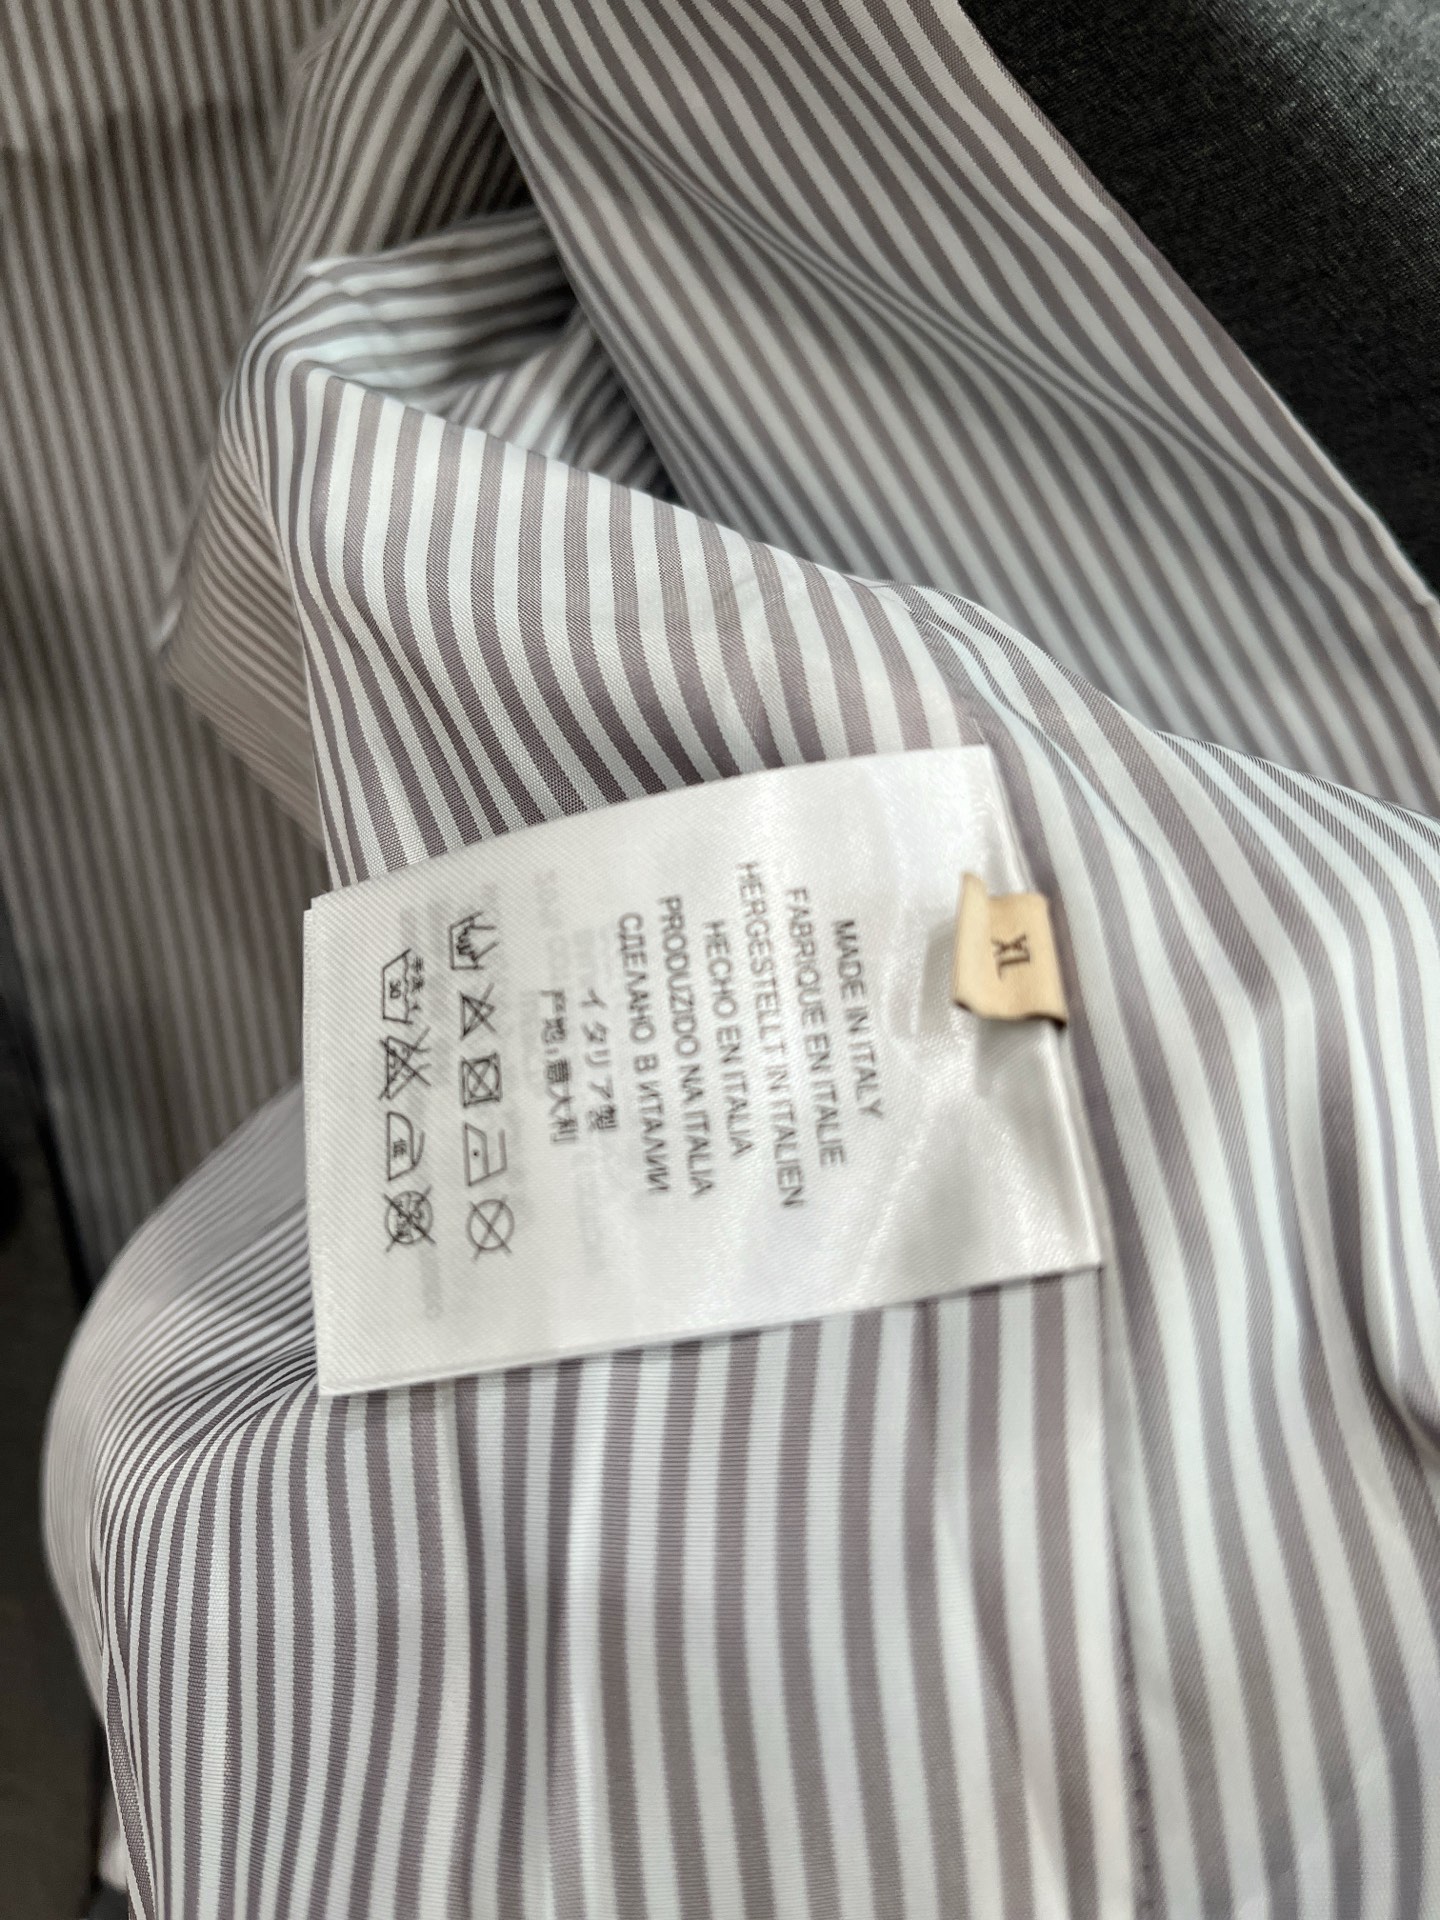 XL
MADE IN ITALY
FABRIQUE EN ITALIE
HERGESTELLT IN ITALIEN
HECHO EN ITALIA
PRODUZIDO NA ITALIA
СДЕЛАНО В ИТАЛИИ
イタリア製
产地:意大利
30